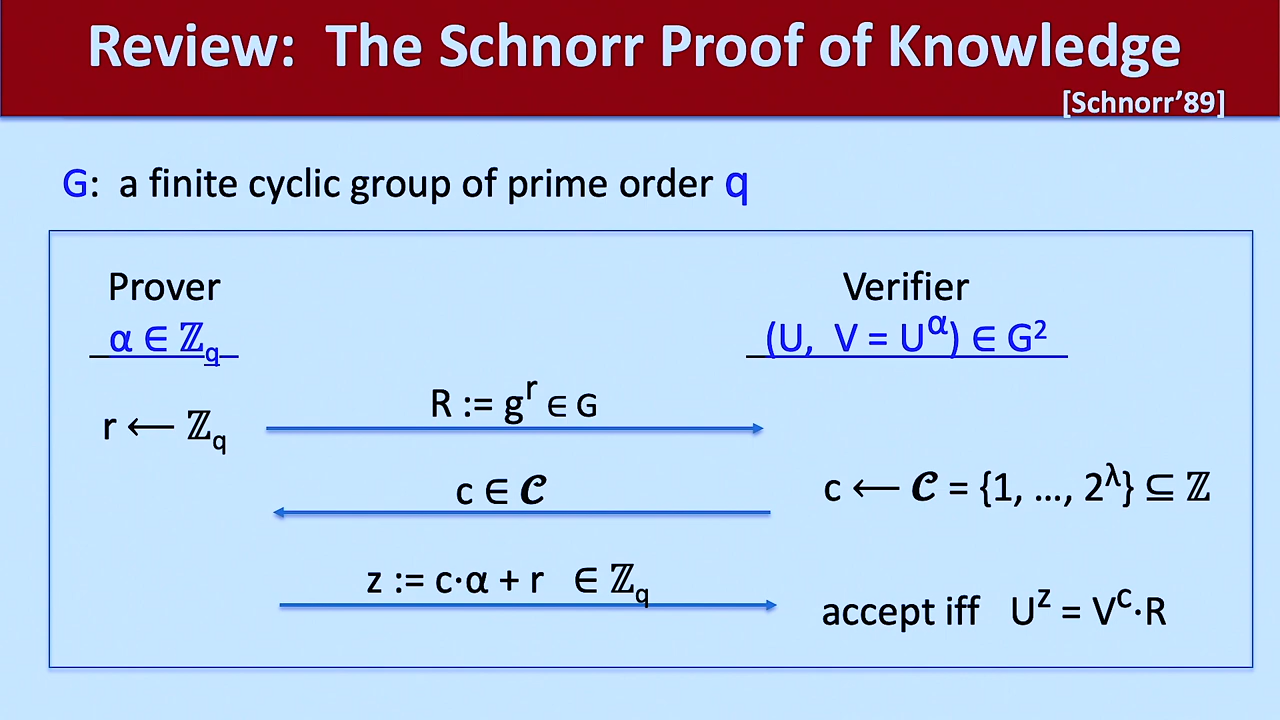 Review: The Schnorr Proof of Knowledge
[Schnorr’89]
G: a finite cyclic group of prime order q
Prover
Verifier
α ∈ ℤq
(U, V = U^α) ∈ G²
R := g^r ∈ G
r ⟵ ℤq
c ∈ 𝓒
c ⟵ 𝓒 = {1, …, 2^λ} ⊆ ℤ
z := c·α + r ∈ ℤq
accept iff U^z = V^c·R